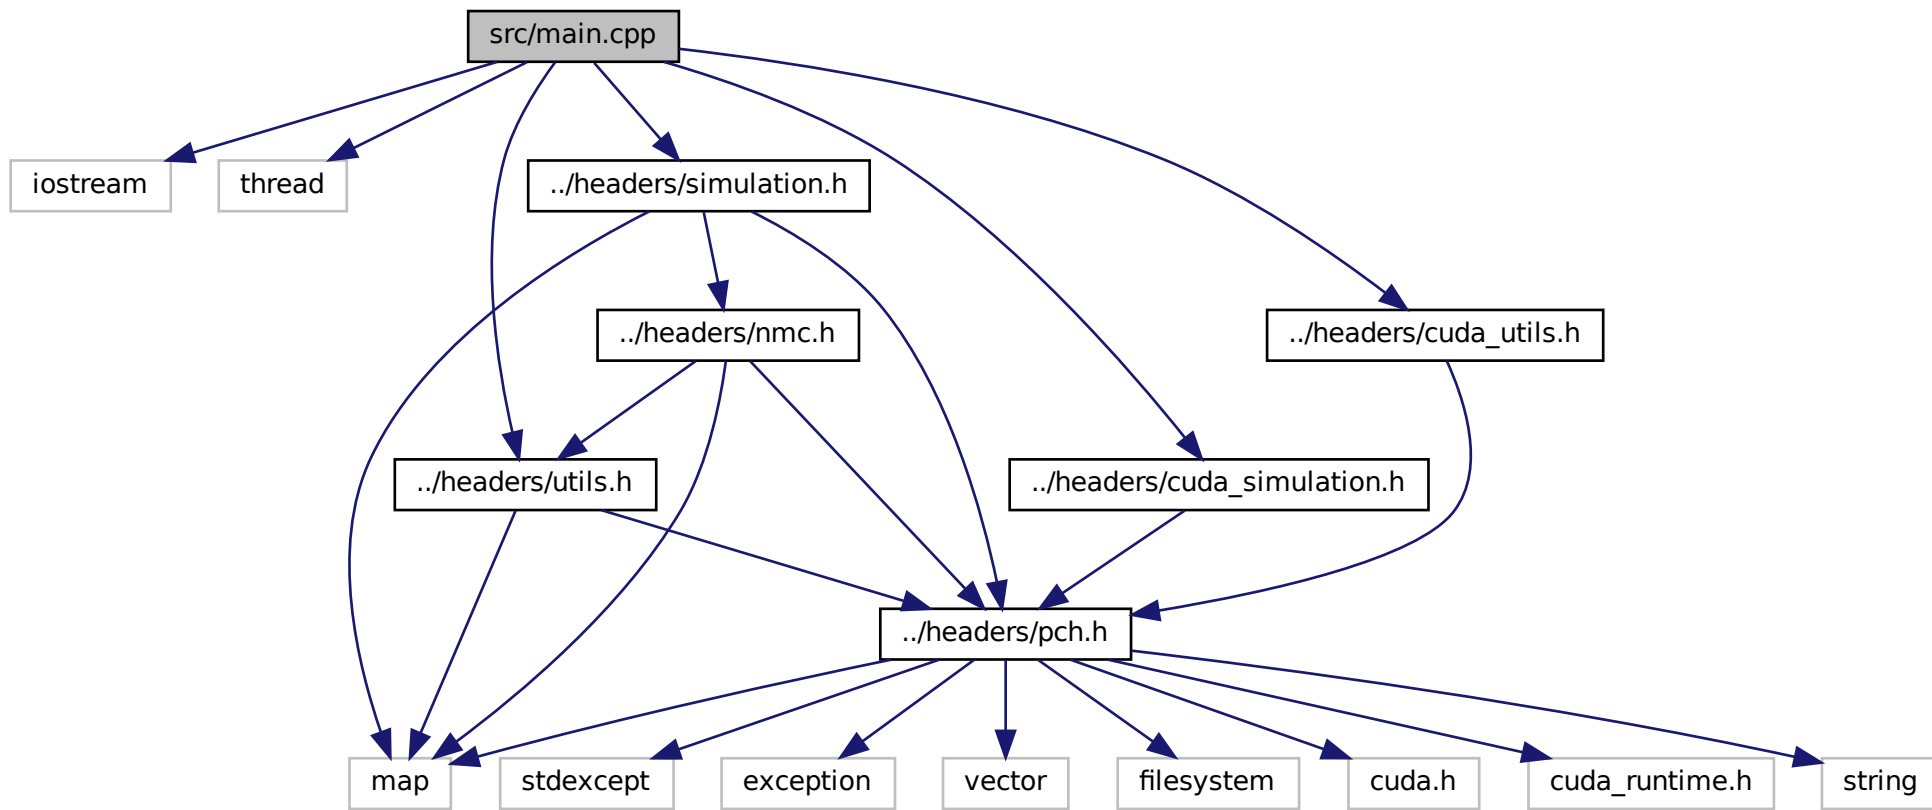 src/main.cpp
iostream
thread
../headers/simulation.h
../headers/nmc.h
../headers/cuda_utils.h
../headers/utils.h
../headers/cuda_simulation.h
../headers/pch.h
map
stdexcept
exception
vector
filesystem
cuda.h
cuda_runtime.h
string